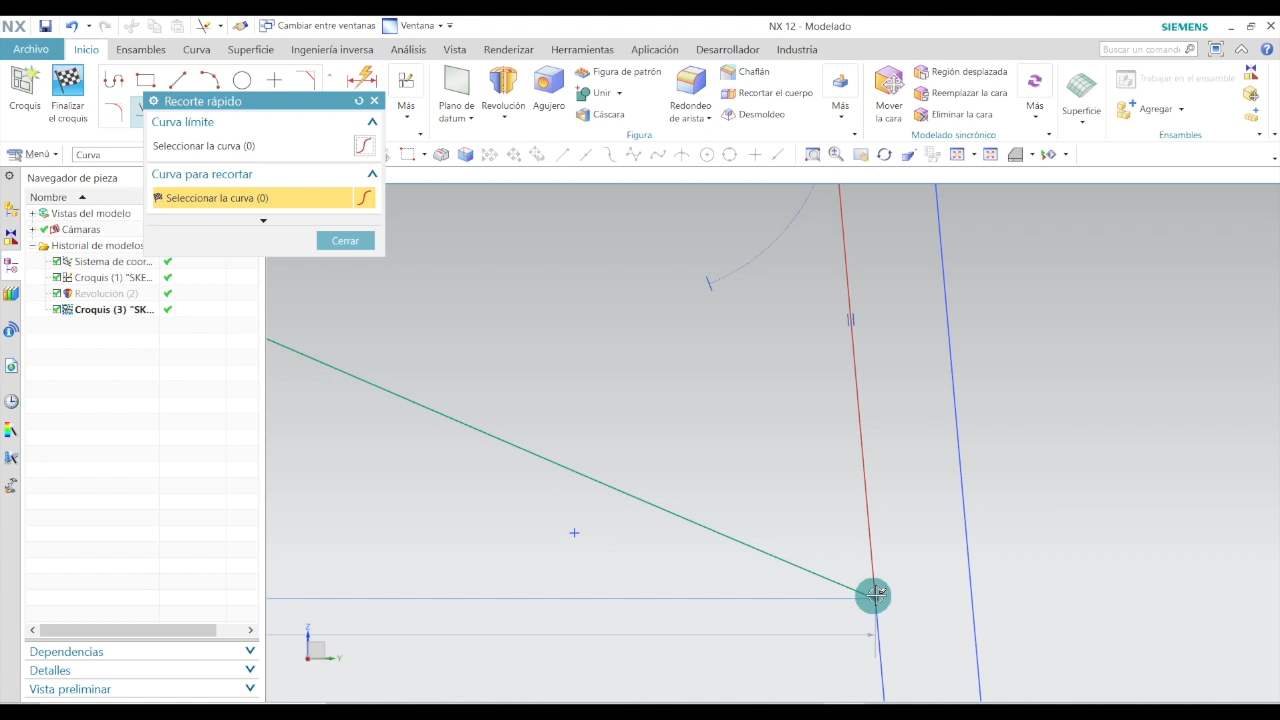 NX
Cambiar entre ventanas
Ventana
NX 12 - Modelado
SIEMENS
Archivo
Inicio
Ensambles
Curva
Superficie
Ingeniería inversa
Análisis
Vista
Renderizar
Herramientas
Aplicación
Desarrollador
Industria
Buscar un comando
Croquis
Finalizar el croquis
Más
Plano de datum
Revolución
Agujero
Figura de patrón
Unir
Cáscara
Redondeo de arista
Chaflán
Recortar el cuerpo
Desmoldeo
Más
Mover la cara
Región desplazada
Reemplazar la cara
Eliminar la cara
Más
Superficie
Trabajar en el ensamble
Agregar
Figura
Modelado sincrónico
Ensambles
Menú
Curva
Recorte rápido
Curva límite
Seleccionar la curva (0)
Curva para recortar
Seleccionar la curva (0)
Cerrar
Navegador de pieza
Nombre
Vistas del modelo
Cámaras
Historial de modelos
Sistema de coor...
Croquis (1) "SKE...
Revolución (2)
Croquis (3) "SK...
Dependencias
Detalles
Vista preliminar
Z
Y